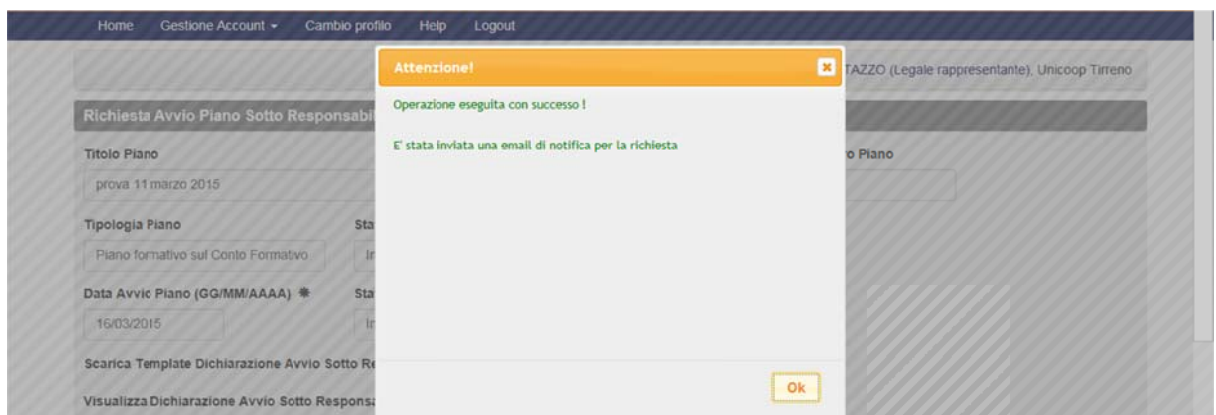 Home Gestione Account Cambio profilo Help Logout
Attenzione!
TAZZO (Legale rappresentante), Unicoop Tirreno
Operazione eseguita con successo !
Richiesta Avvio Piano Sotto Responsabil
E' stata inviata una email di notifica per la richiesta
Titolo Piano
o Piano
prova 11 marzo 2015
Tipologia Piano Sta
Piano formativo sul Conto Formativo In
Data Avvio Piano (GG/MM/AAAA) ✱ Sta
16/03/2015 In
Scarica Template Dichiarazione Avvio Sotto Re
Ok
Visualizza Dichiarazione Avvio Sotto Responsa